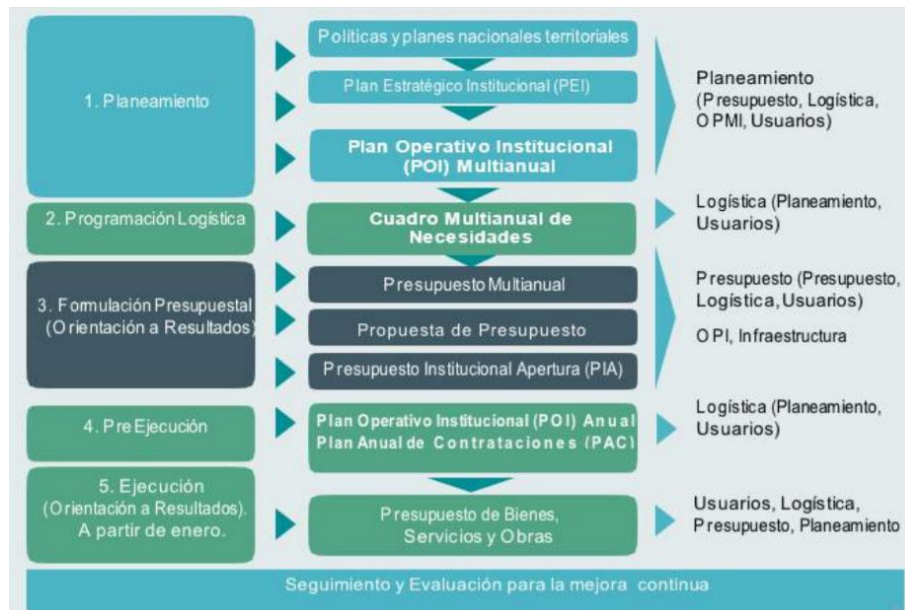 1. Planeamiento
Políticas y planes nacionales territoriales
Plan Estratégico Institucional (PEI)
Plan Operativo Institucional
(POI) Multianual
Planeamiento
(Presupuesto, Logística,
OPMI, Usuarios)
2. Programación Logística
Cuadro Multianual de
Necesidades
Logística (Planeamiento,
Usuarios)
3. Formulación Presupuestal
(Orientación a Resultados)
Presupuesto Multianual
Propuesta de Presupuesto
Presupuesto Institucional Apertura (PIA)
Presupuesto (Presupuesto,
Logística, Usuarios)
OPI, Infraestructura
4. Pre Ejecución
Plan Operativo Institucional (POI) Anual
Plan Anual de Contrataciones (PAC)
Logística (Planeamiento,
Usuarios)
5. Ejecución
(Orientación a Resultados).
A partir de enero.
Presupuesto de Bienes,
Servicios y Obras
Usuarios, Logística,
Presupuesto, Planeamiento
Seguimiento y Evaluación para la mejora continua